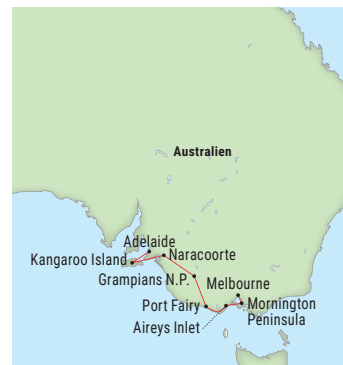 Australien
Adelaide
Kangaroo Island
Naracoorte
Grampians N.P.
Melbourne
Port Fairy
Mornington
Peninsula
Aireys Inlet